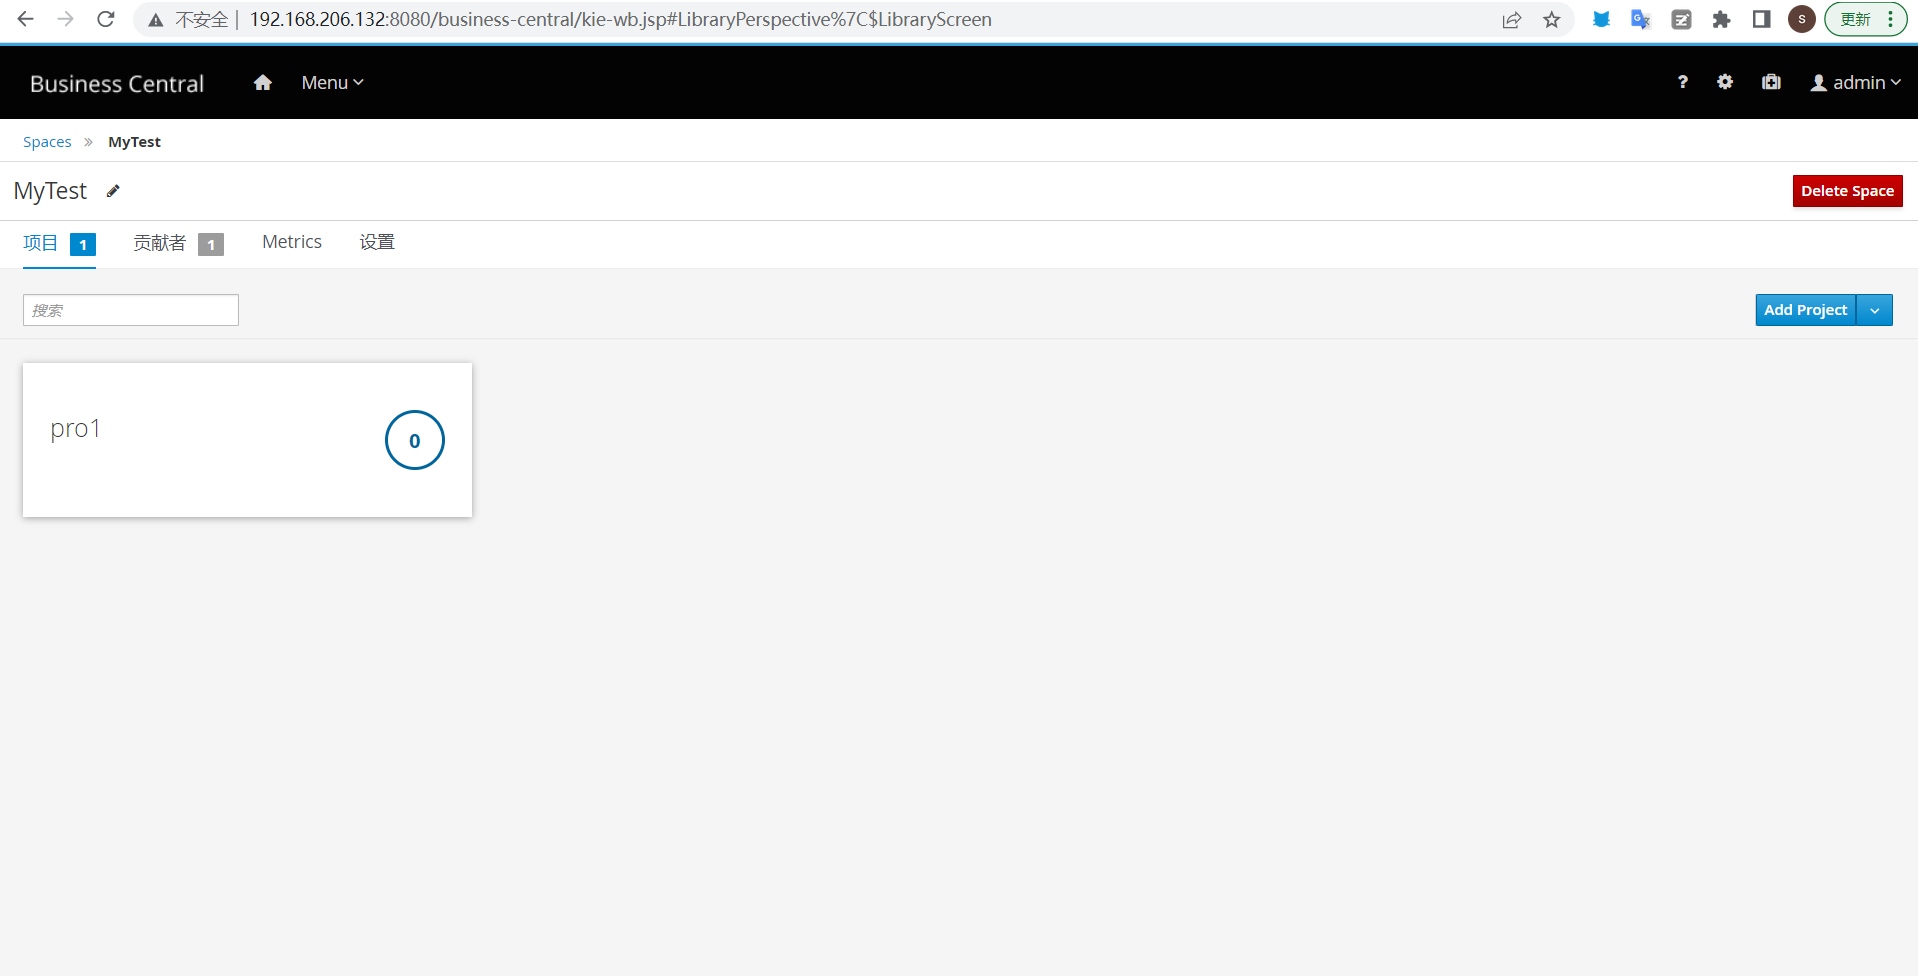 不安全 192.168.206.132:8080/business-central/kie-wb.jsp#LibraryPerspective%7C$LibraryScreen S 更新
Business Central Menu ? admin
Spaces » MyTest
MyTest Delete Space
项目 1 贡献者 1 Metrics 设置
搜索 Add Project
pro1 0